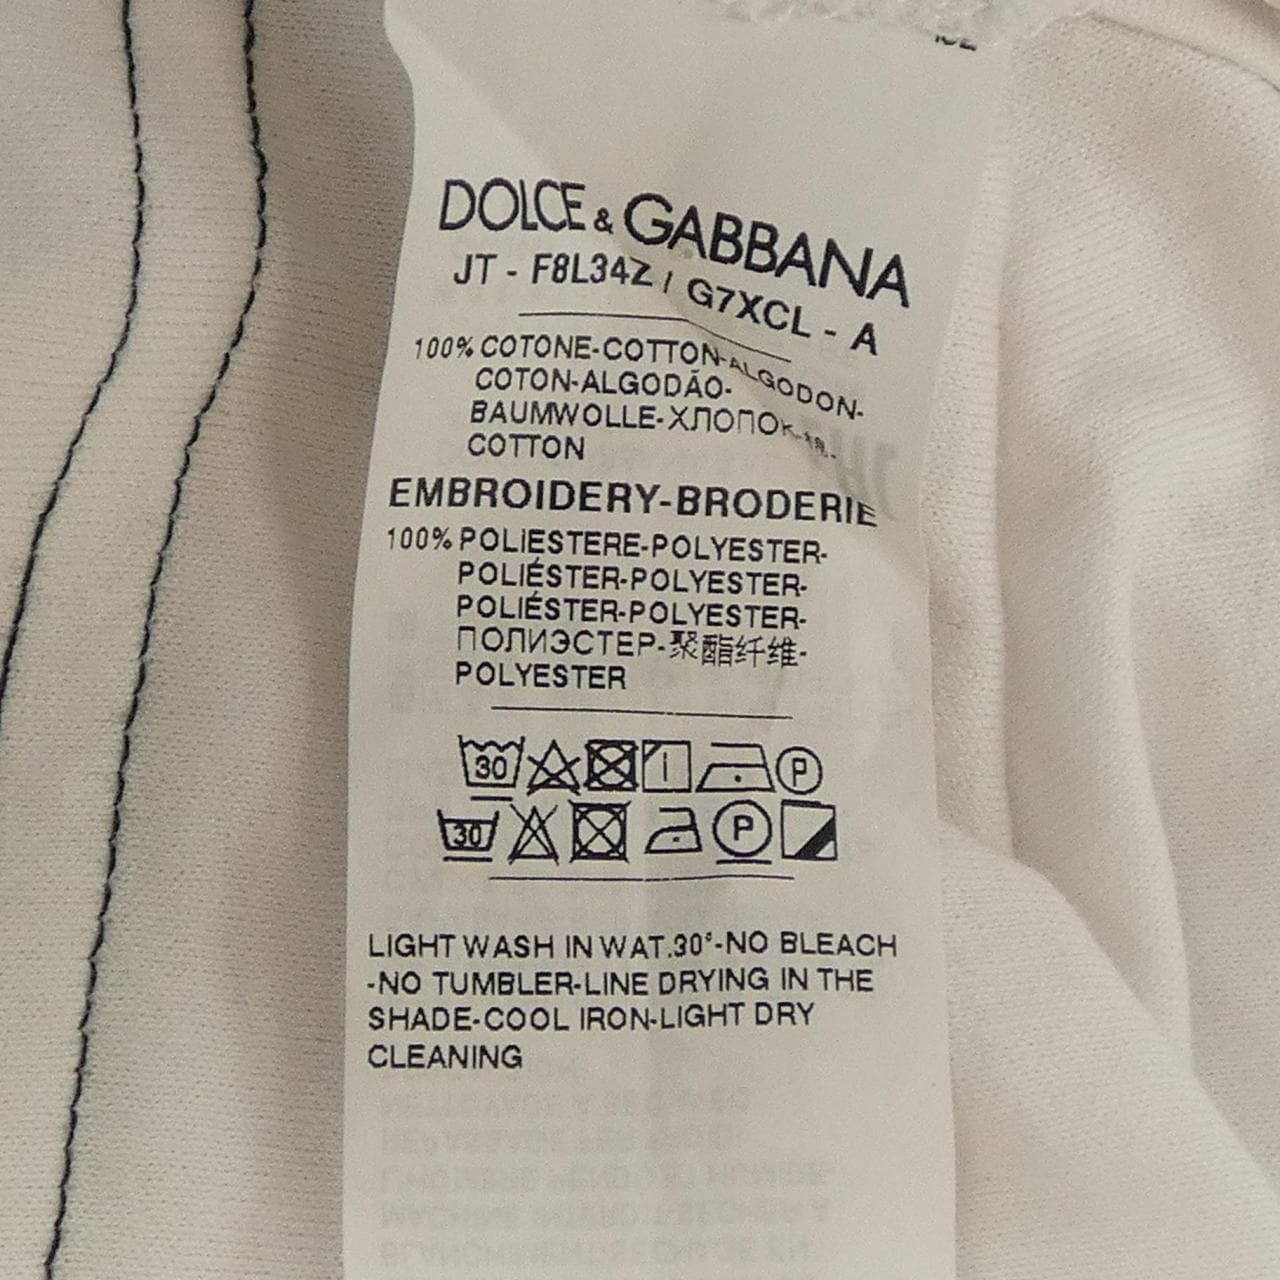 DOLCE & GABBANA
JT - F8L34Z / G7XCL - A
100% COTONE-COTTON-ALGODON-
COTON-ALGODÃO-
BAUMWOLLE-ХЛОПОК-棉-
COTTON
EMBROIDERY-BRODERIE
100% POLIESTERE-POLYESTER-
POLIÉSTER-POLYESTER-
POLIÉSTER-POLYESTER-
ПОЛИЭСТЕР-聚酯纤维-
POLYESTER
30 P
30 P
LIGHT WASH IN WAT.30°-NO BLEACH
-NO TUMBLER-LINE DRYING IN THE
SHADE-COOL IRON-LIGHT DRY
CLEANING